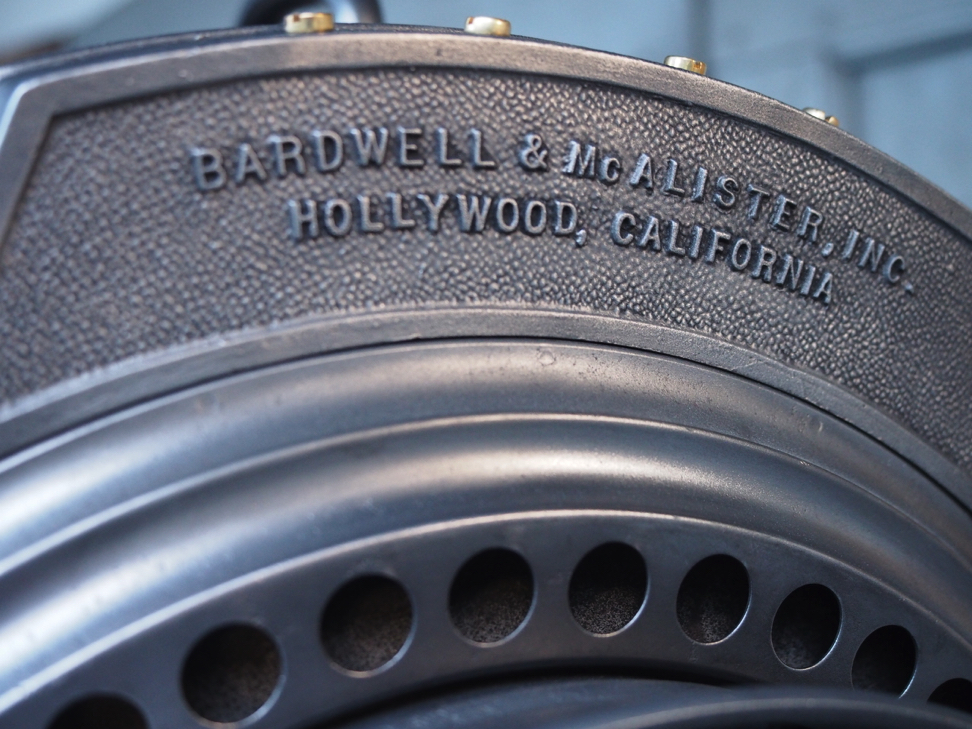 BARDWELL & McALISTER, INC.
HOLLYWOOD, CALIFORNIA